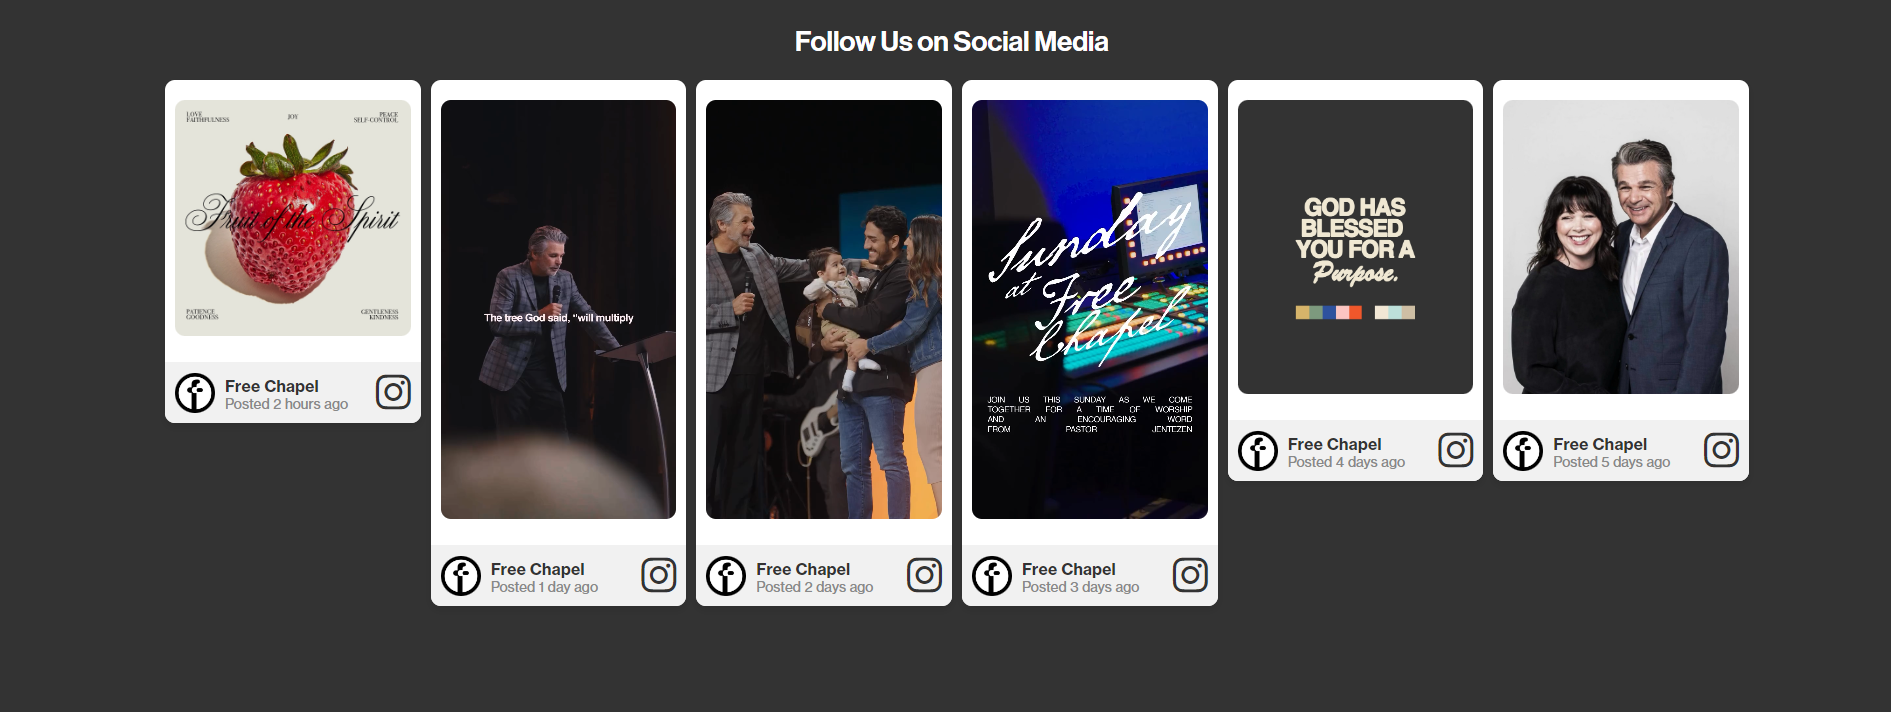 Follow Us on Social Media
LOVE
FAITHFULNESS
JOY
PEACE
SELF-CONTROL
Fruit of the Spirit
PATIENCE
GOODNESS
GENTLENESS
KINDNESS
Free Chapel
Posted 2 hours ago
The tree God said, "will multiply
Free Chapel
Posted 1 day ago
Free Chapel
Posted 2 days ago
Sunday
at Free
Chapel
JOIN US THIS SUNDAY AS WE COME
TOGETHER FOR A TIME OF WORSHIP
AND AN ENCOURAGING WORD
FROM PASTOR JENTEZEN
Free Chapel
Posted 3 days ago
GOD HAS
BLESSED
YOU FOR A
Purpose.
Free Chapel
Posted 4 days ago
Free Chapel
Posted 5 days ago